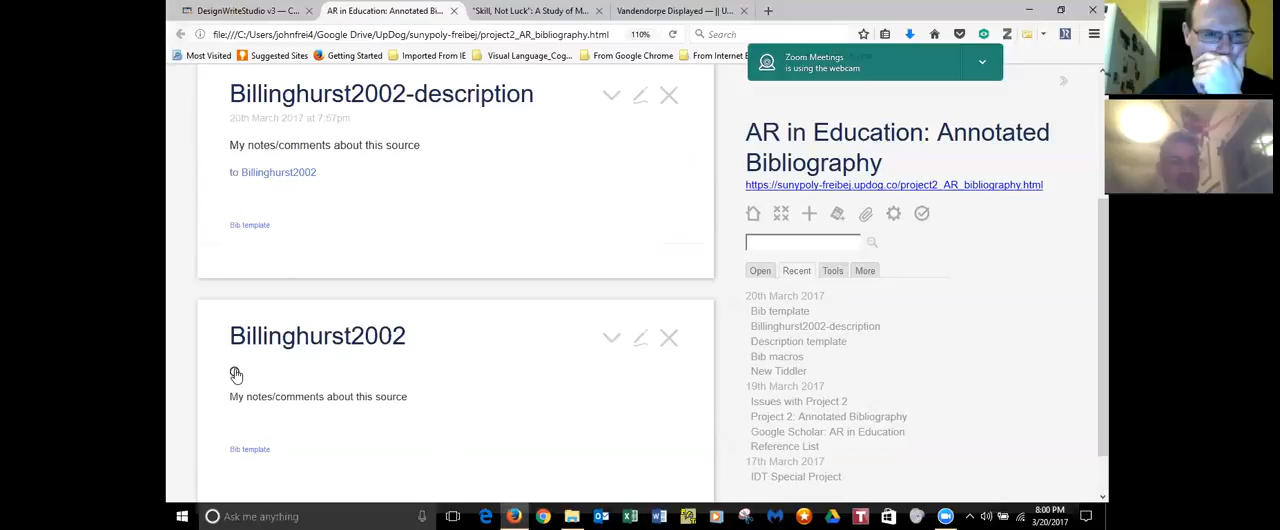 DesignWriteStudio v3 — C...
AR in Education: Annotated Bi...
"Skill, Not Luck": A Study of M...
Vandendorpe Displayed — || U...
file:///C:/Users/johnfrei4/Google Drive/UpDog/sunypoly-freibej/project2_AR_bibliography.html
110%
Search
Most Visited
Suggested Sites
Getting Started
Imported From IE
Visual Language_Cog...
From Google Chrome
From Internet E
Zoom Meetings
is using the webcam
Billinghurst2002-description
20th March 2017 at 7:57pm
My notes/comments about this source
to Billinghurst2002
Bib template
Billinghurst2002
My notes/comments about this source
Bib template
AR in Education: Annotated
Bibliography
https://sunypoly-freibej.updog.co/project2_AR_bibliography.html
Open
Recent
Tools
More
20th March 2017
Bib template
Billinghurst2002-description
Description template
Bib macros
New Tiddler
19th March 2017
Issues with Project 2
Project 2: Annotated Bibliography
Google Scholar: AR in Education
Reference List
17th March 2017
IDT Special Project
Ask me anything
8:00 PM
3/20/2017